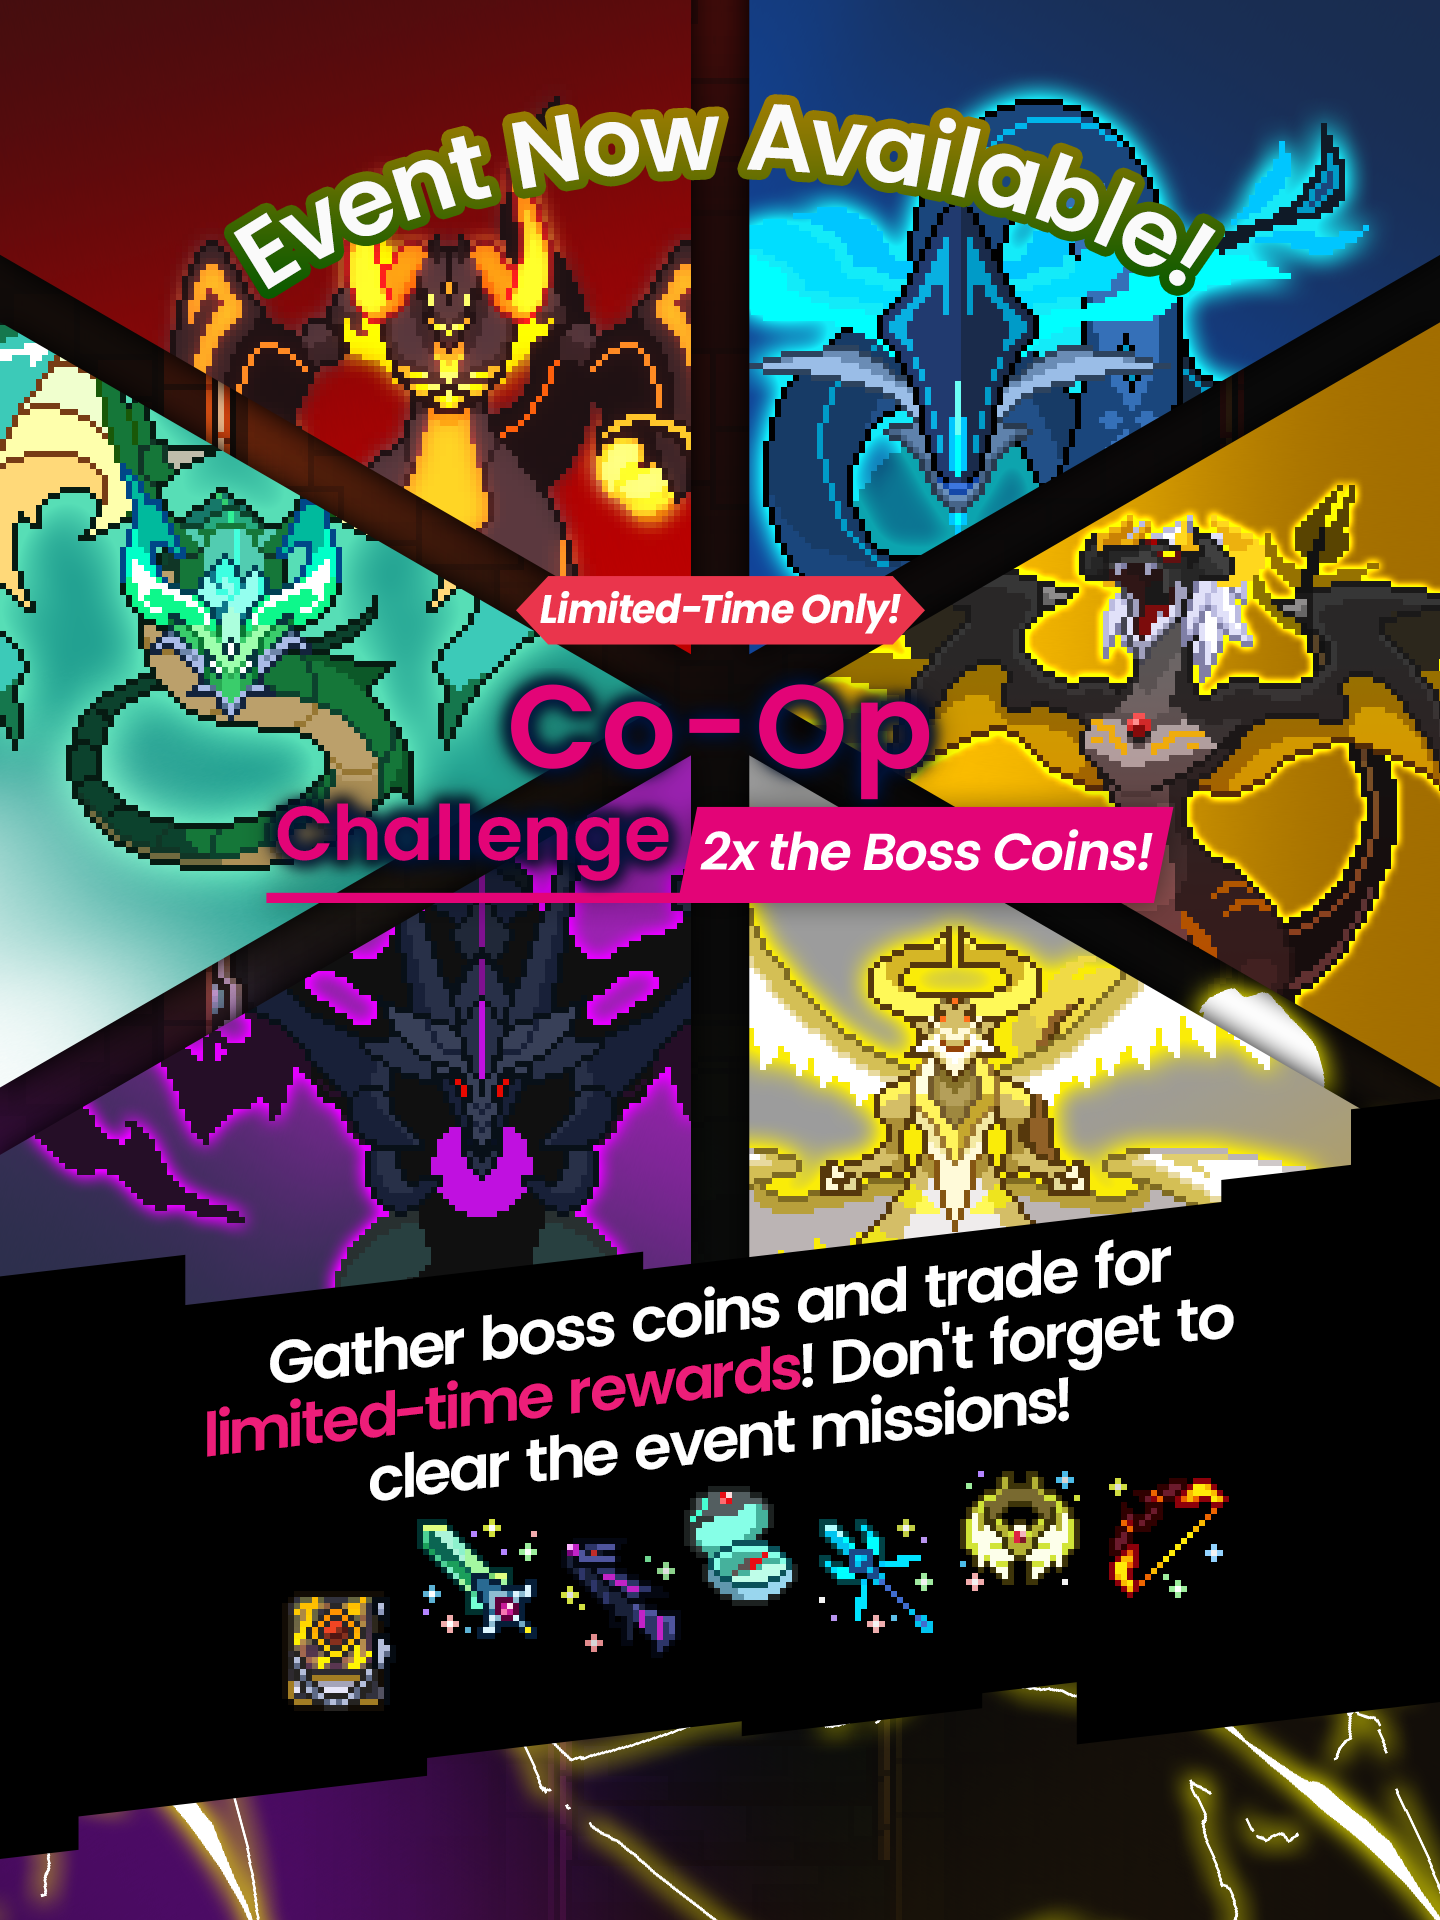 Event Now Available!
Limited-Time Only!
Co-Op
Challenge 2x the Boss Coins!
Gather boss coins and trade for
limited-time rewards! Don't forget to
clear the event missions!